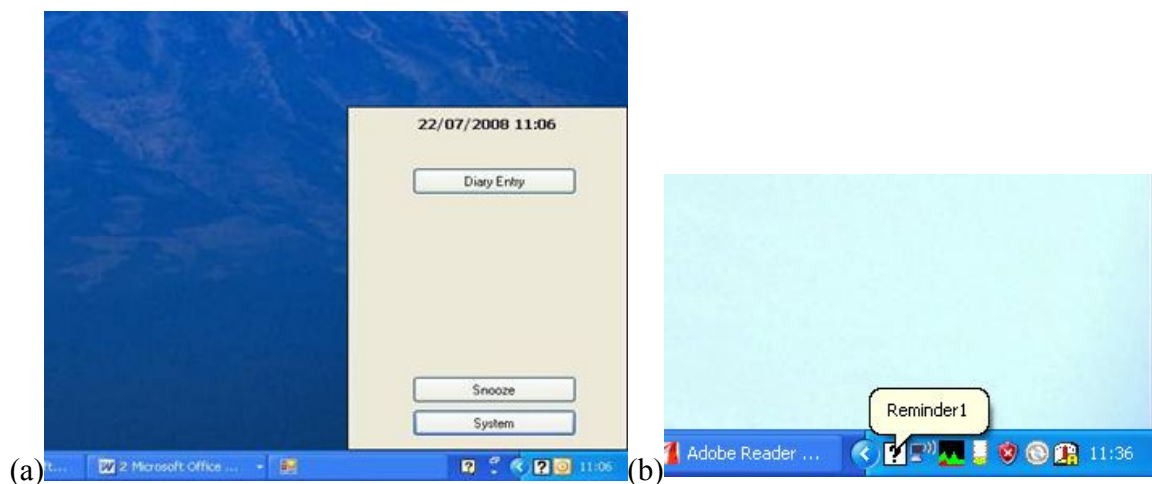 22/07/2008 11:06
Diary Entry
Snooze
System
(a)
2 Microsoft Office ...
11:06
Reminder1
(b)
Adobe Reader ...
11:36